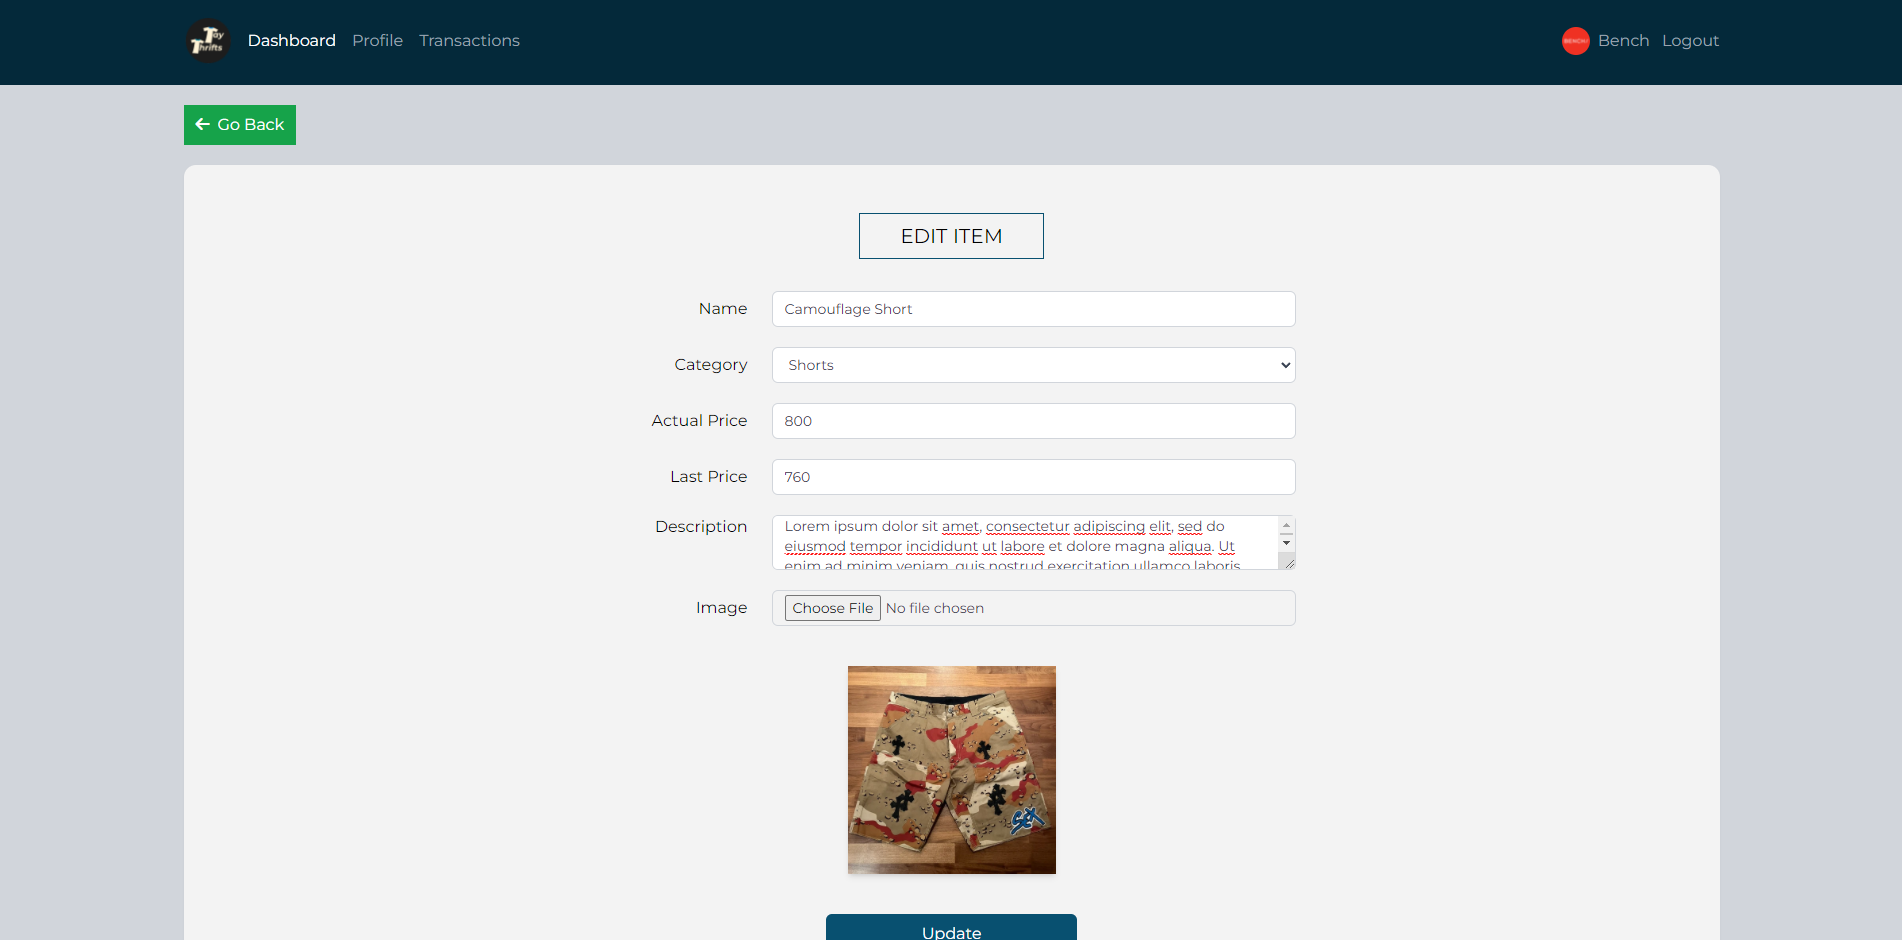 Tay
Thrifts
Dashboard Profile Transactions
BENCH/ Bench Logout
Go Back
EDIT ITEM
Name Camouflage Short
Category Shorts
Actual Price 800
Last Price 760
Description Lorem ipsum dolor sit amet, consectetur adipiscing elit, sed do
eiusmod tempor incididunt ut labore et dolore magna aliqua. Ut
enim ad minim veniam, quis nostrud exercitation ullamco laboris
Image Choose File No file chosen
Update